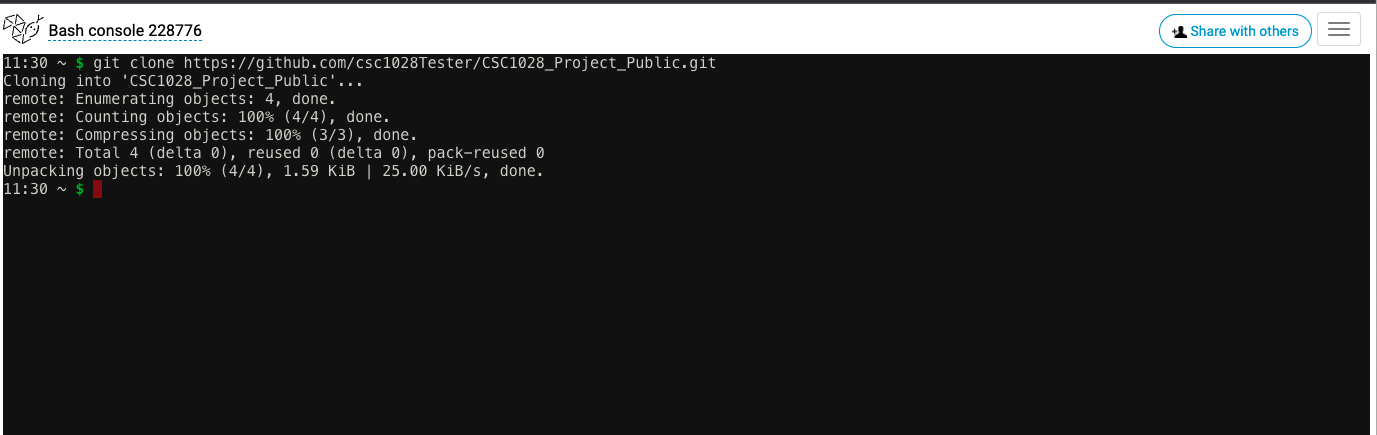 Bash console 228776
Share with others
11:30 ~ $ git clone https://github.com/csc1028Tester/CSC1028_Project_Public.git
Cloning into 'CSC1028_Project_Public'...
remote: Enumerating objects: 4, done.
remote: Counting objects: 100% (4/4), done.
remote: Compressing objects: 100% (3/3), done.
remote: Total 4 (delta 0), reused 0 (delta 0), pack-reused 0
Unpacking objects: 100% (4/4), 1.59 KiB | 25.00 KiB/s, done.
11:30 ~ $